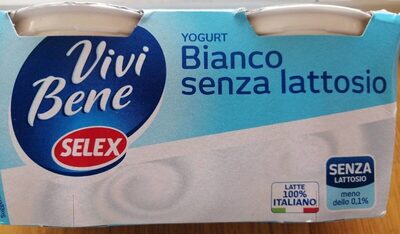 Vivi
Bene
SELEX
YOGURT
Bianco
senza lattosio
LATTE
100%
ITALIANO
SENZA
LATTOSIO
meno
dello 0,1%